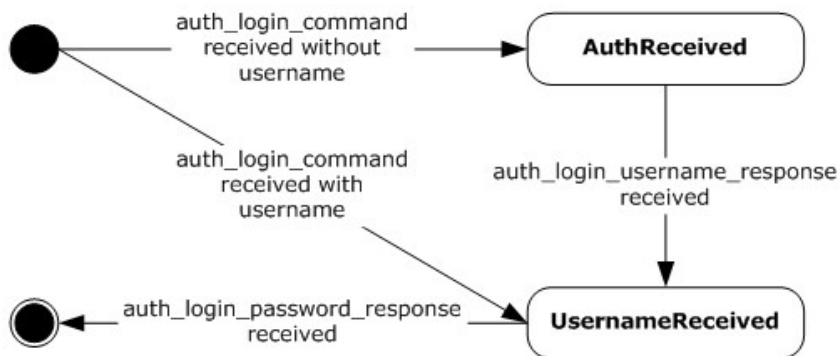 auth_login_command
received without
username
AuthReceived
auth_login_command
received with
username
auth_login_username_response
received
auth_login_password_response
received
UsernameReceived